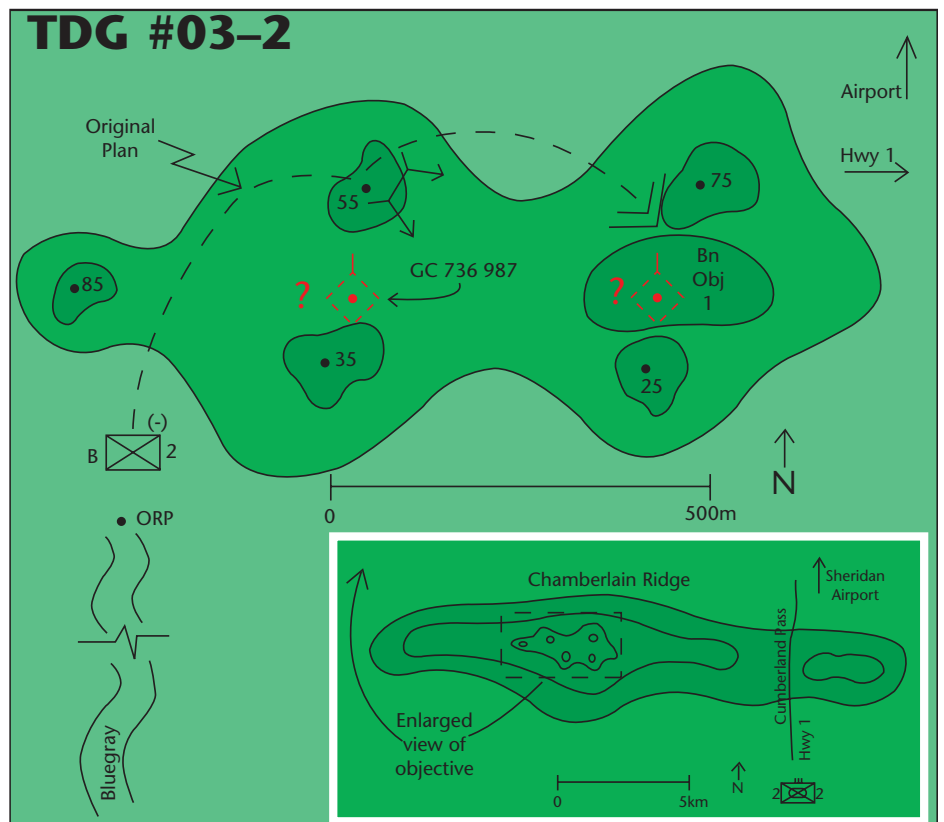 TDG #03–2
Airport
Original
Plan
Hwy 1
55
75
GC 736 987
Bn
Obj
1
?
?
85
35
25
(-)
B
2
N
ORP
0
500m
Chamberlain Ridge
Sheridan
Airport
Cumberland Pass
Enlarged
view of
objective
Hwy 1
Bluegray
N
0
5km
2
2